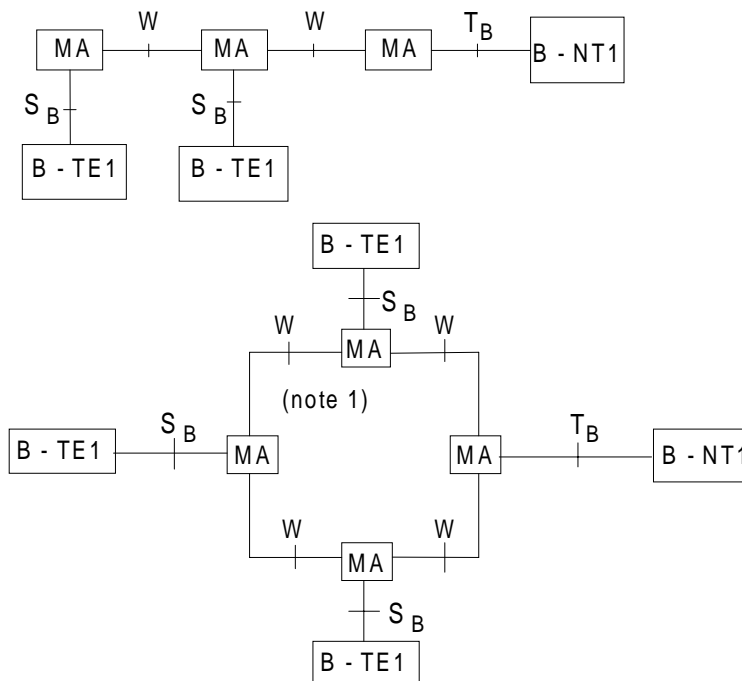 W W T B
MA MA MA B - NT1
S B S B
B - TE1 B - TE1
B - TE1
S B
W W
MA
(note 1)
S B T B
B - TE1 MA MA B - NT1
W W
MA
S B
B - TE1